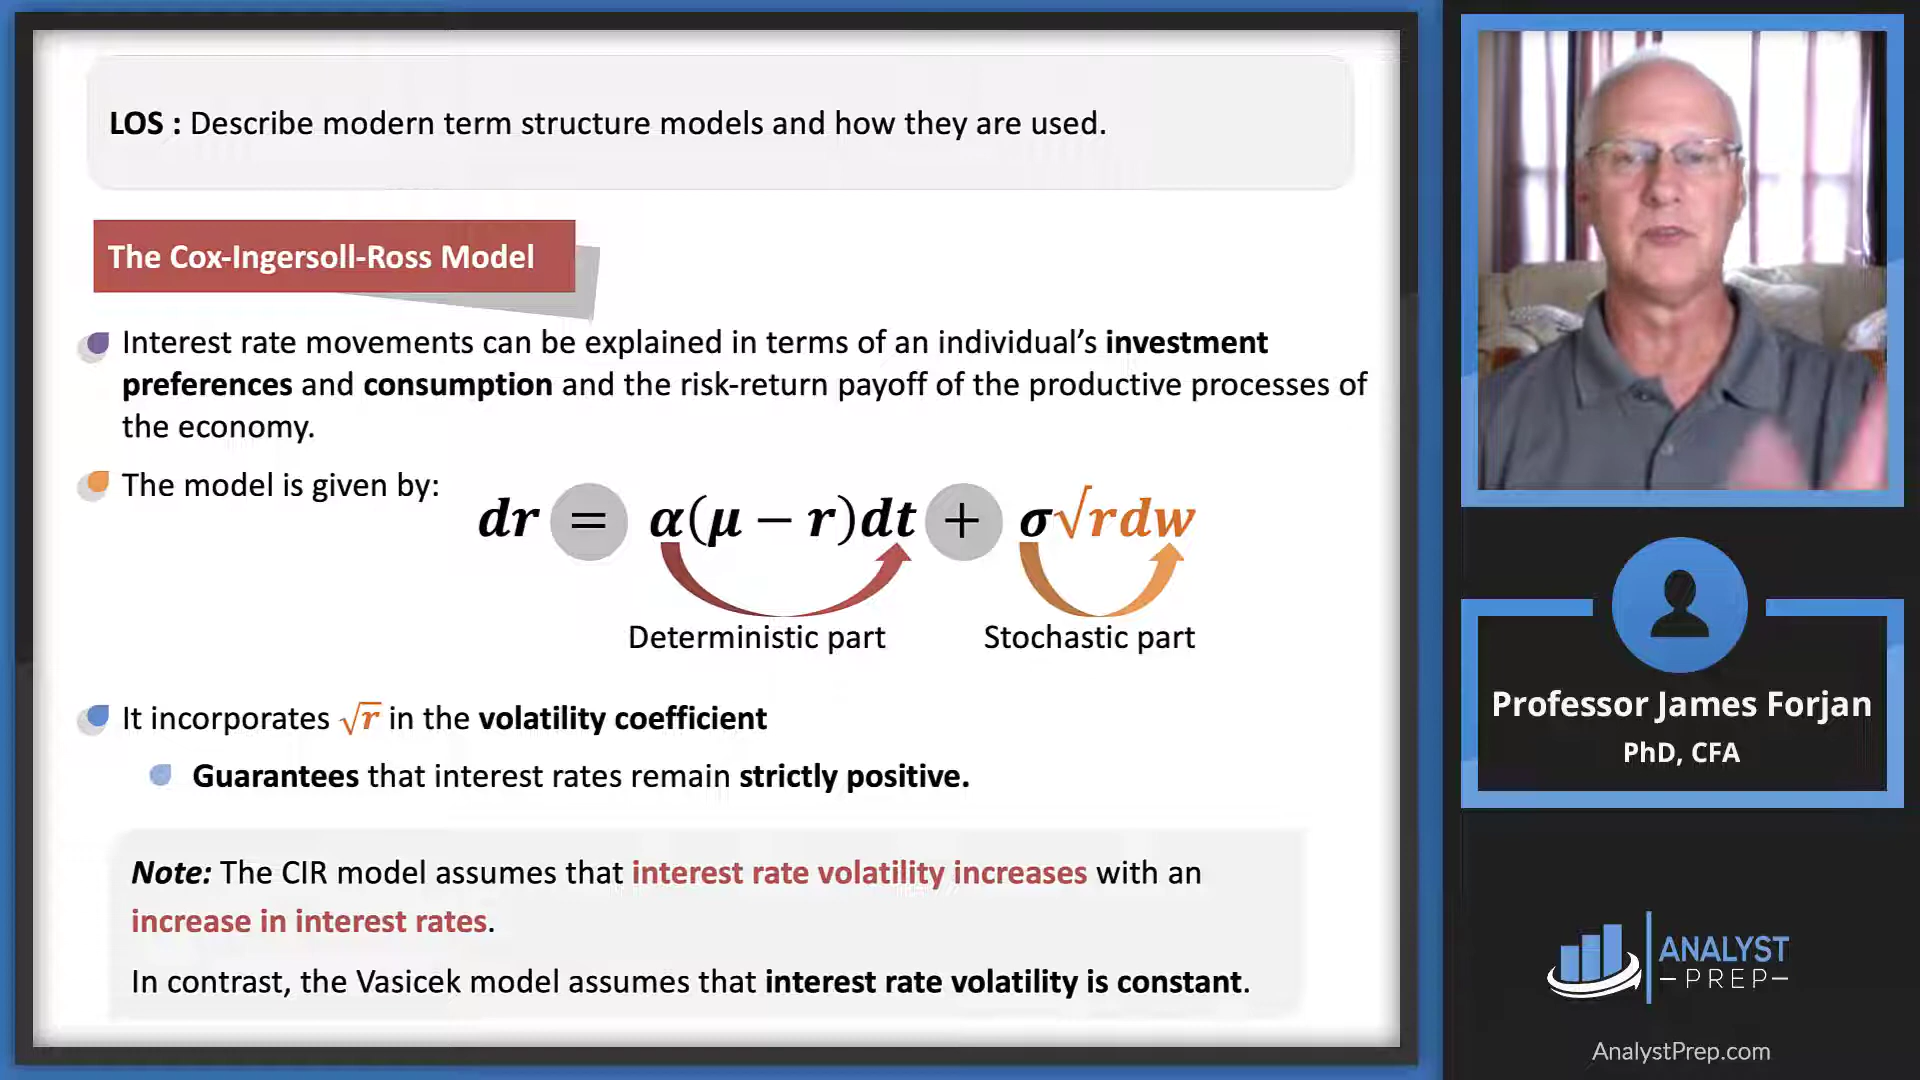 LOS : Describe modern term structure models and how they are used.
The Cox-Ingersoll-Ross Model
Interest rate movements can be explained in terms of an individual’s investment
preferences and consumption and the risk-return payoff of the productive processes of
the economy.
The model is given by:
dr = α(μ − r)dt + σ√rdw
Deterministic part
Stochastic part
It incorporates √r in the volatility coefficient
Guarantees that interest rates remain strictly positive.
Note: The CIR model assumes that interest rate volatility increases with an
increase in interest rates.
In contrast, the Vasicek model assumes that interest rate volatility is constant.
Professor James Forjan
PhD, CFA
ANALYST
–PREP–
AnalystPrep.com